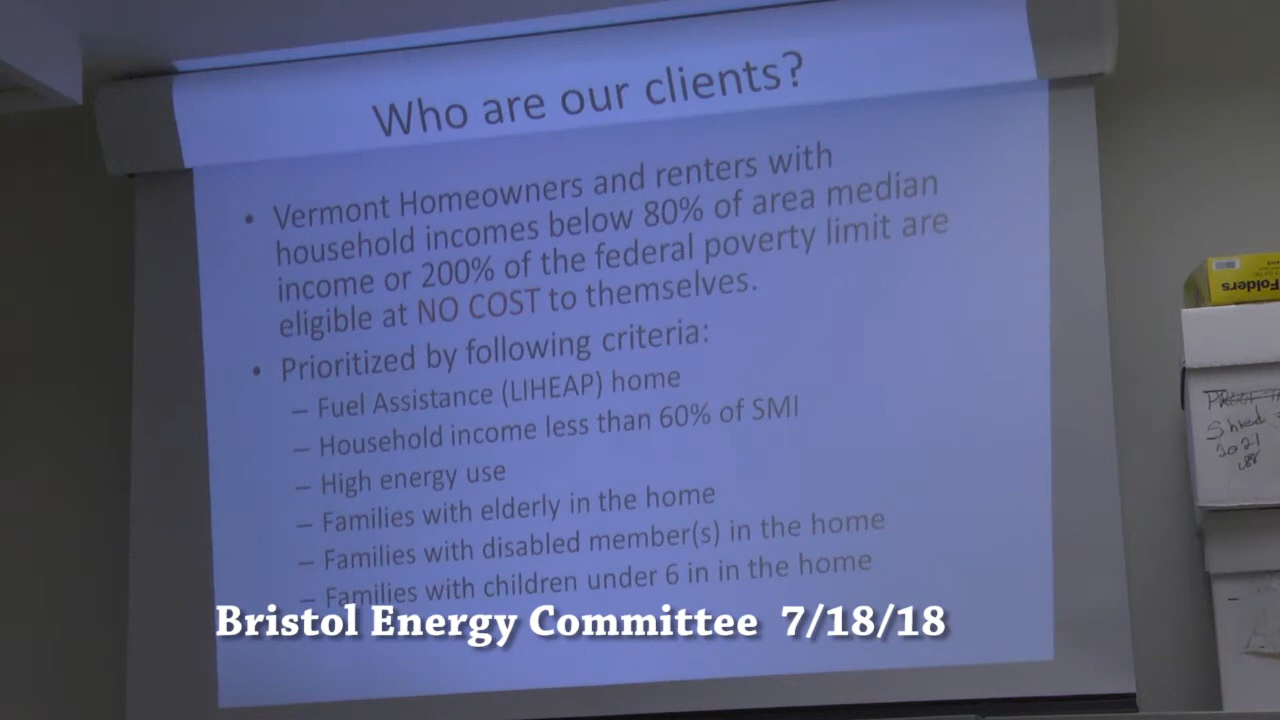 Who are our clients?
• Vermont Homeowners and renters with
household incomes below 80% of area median
income or 200% of the federal poverty limit are
eligible at NO COST to themselves.
• Prioritized by following criteria:
– Fuel Assistance (LIHEAP) home
– Household income less than 60% of SMI
– High energy use
– Families with elderly in the home
– Families with disabled member(s) in the home
– Families with children under 6 in in the home
Bristol Energy Committee 7/18/18
Folders
Shred
2021